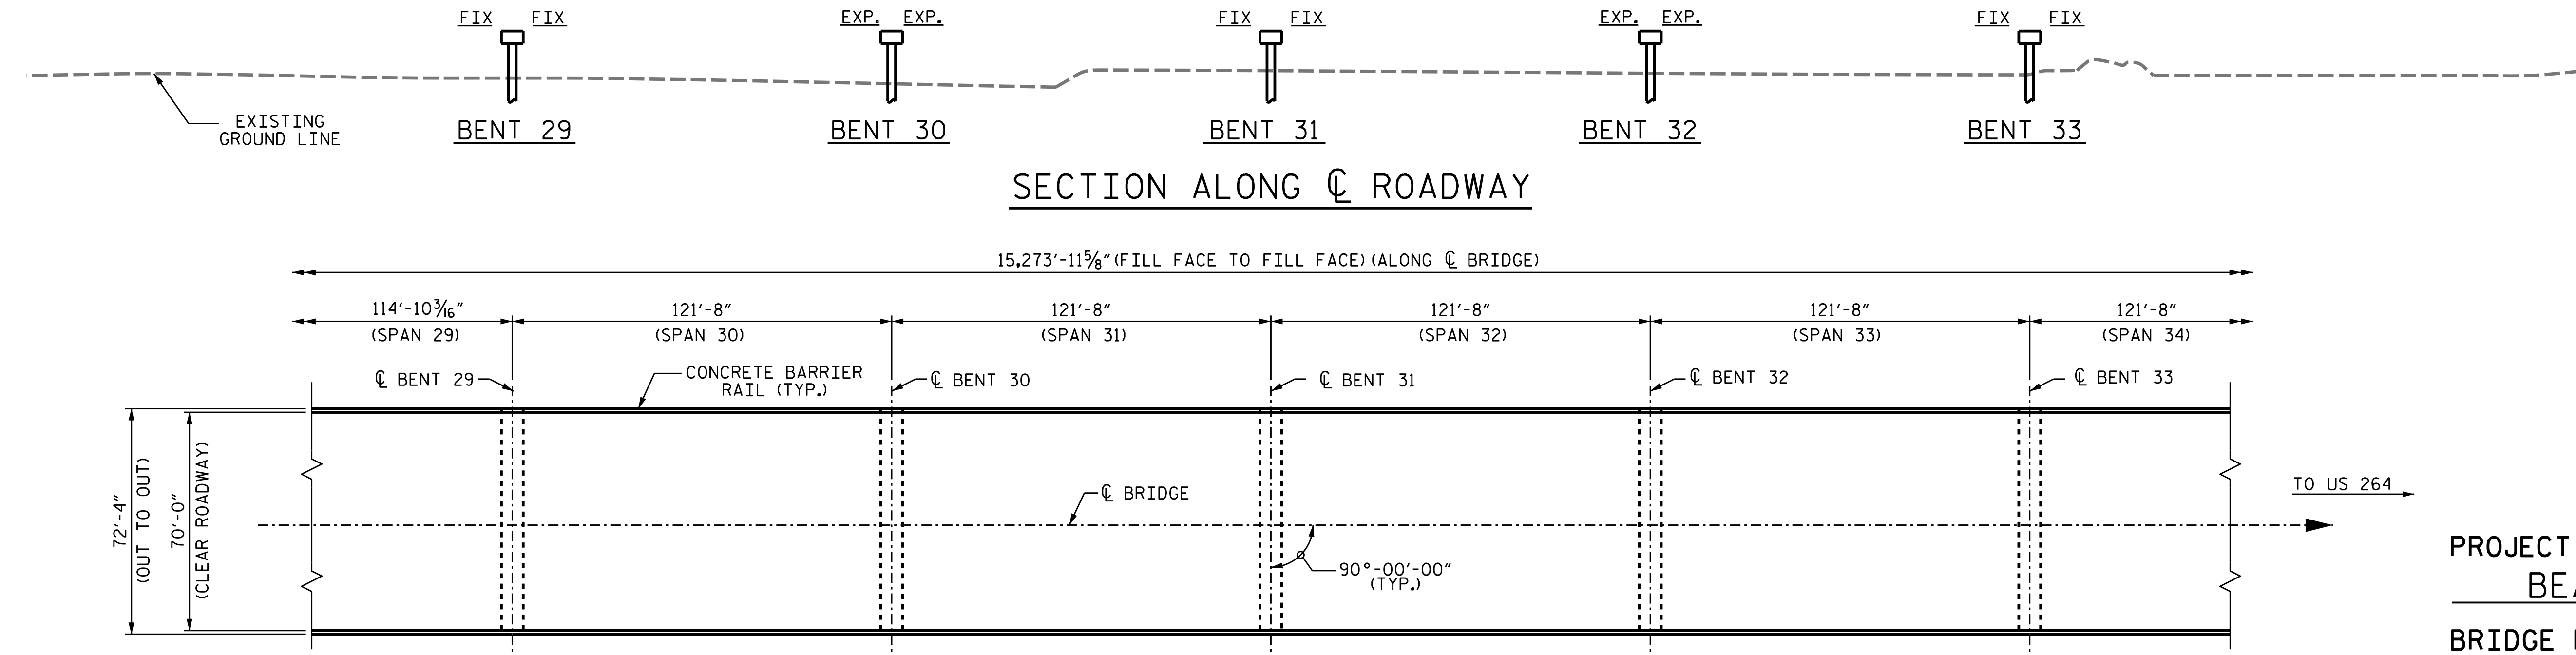 FIX FIX EXP. EXP. FIX FIX EXP. EXP. FIX FIX
EXISTING
GROUND LINE
BENT 29 BENT 30 BENT 31 BENT 32 BENT 33
SECTION ALONG ℄ ROADWAY
15,273'-11⅝" (FILL FACE TO FILL FACE) (ALONG ℄ BRIDGE)
114'-10 3/16" 121'-8" 121'-8" 121'-8" 121'-8" 121'-8"
(SPAN 29) (SPAN 30) (SPAN 31) (SPAN 32) (SPAN 33) (SPAN 34)
℄ BENT 29 CONCRETE BARRIER ℄ BENT 30 ℄ BENT 31 ℄ BENT 32 ℄ BENT 33
RAIL (TYP.)
72'-4"
(OUT TO OUT)
70'-0"
(CLEAR ROADWAY)
℄ BRIDGE
90°-00'-00"
(TYP.)
TO US 264
PROJECT
BEA
BRIDGE